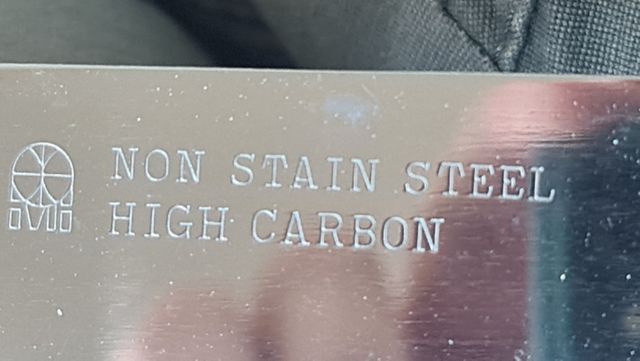 NON STAIN STEEL
HIGH CARBON